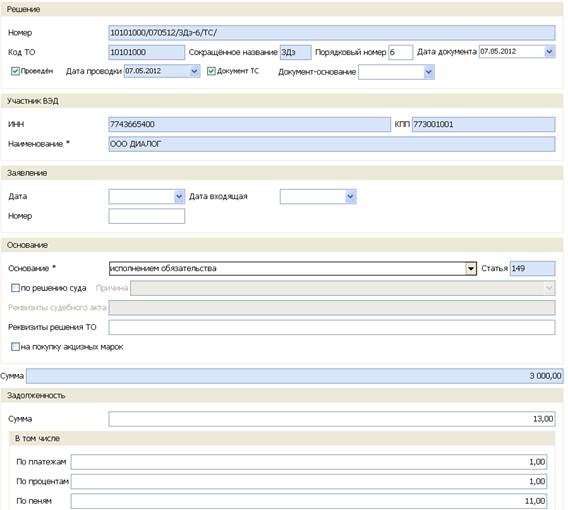 Решение
Номер 10101000/070512/ЗДз-6/ТС/
Код ТО 10101000 Сокращённое название ЗДз Порядковый номер 6 Дата документа 07.05.2012
Проведён Дата проводки 07.05.2012 Документ ТС Документ-основание
Участник ВЭД
ИНН 7743665400 КПП 773001001
Наименование * ООО ДИАЛОГ
Заявление
Дата Дата входящая
Номер
Основание
Основание * исполнением обязательства Статья 149
по решению суда Причина
Реквизиты судебного акта
Реквизиты решения ТО
на покупку акцизных марок
Сумма 3 000,00
Задолженность
Сумма 13,00
В том числе
По платежам 1,00
По процентам 1,00
По пеням 11,00